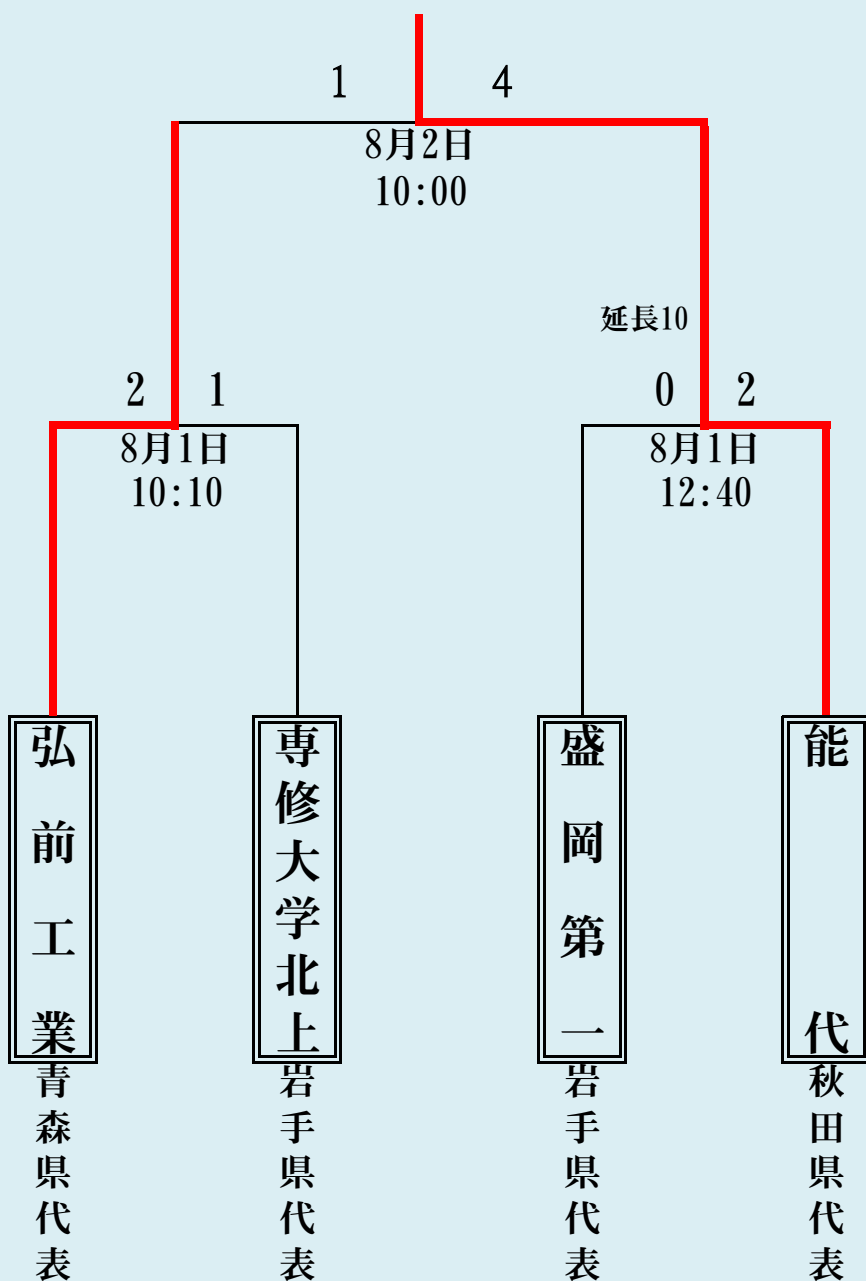 1 4
8月2日
10:00
延長10
2 1
0 2
8月1日
10:10
8月1日
12:40
弘前工業
青森県代表
専修大学北上
岩手県代表
盛岡第一
岩手県代表
能代
秋田県代表